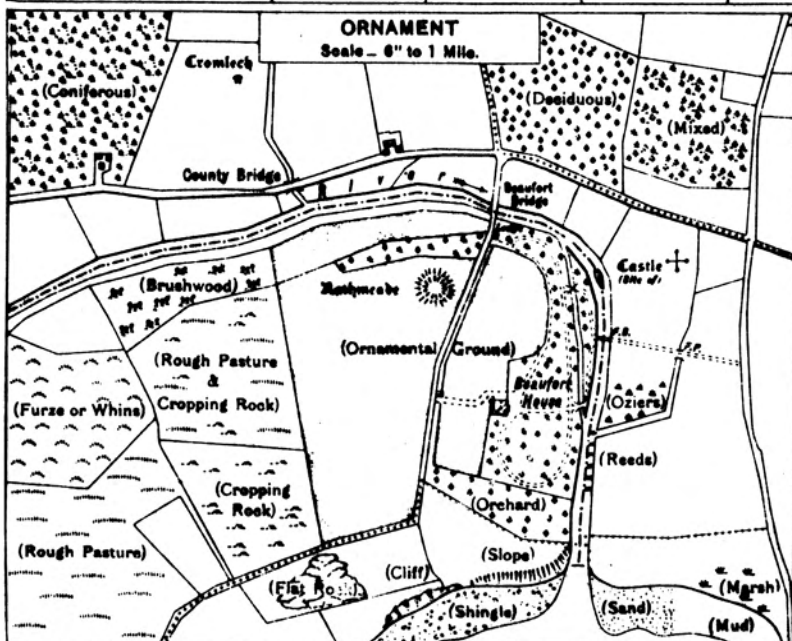 ORNAMENT
Scale _ 6" to 1 Mile.
Cromlech
(Coniferous)
(Deciduous)
(Mixed)
County Bridge
River
Beaufort
Bridge
Castle
(Site of)
(Brushwood)
Rathmeade
F.B.
F.P.
(Ornamental Ground)
(Rough Pasture
&
Cropping Rock)
Beaufort
House
(Furze or Whins)
(Oziers)
(Reeds)
(Cropping
Rock)
(Orchard)
(Rough Pasture)
(Slope)
(Cliff)
(Marsh)
(Shingle)
(Sand)
(Mud)